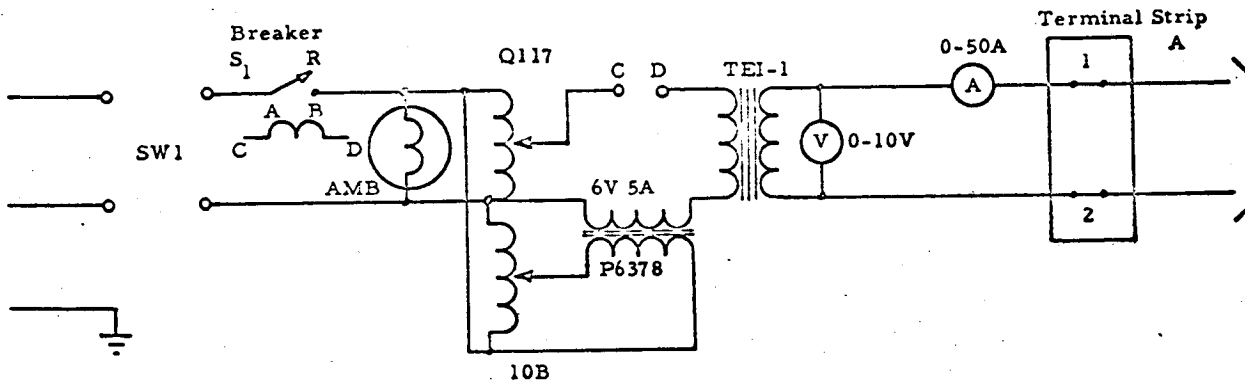 Terminal Strip
A
Breaker
S1 R
Q117
0-50A
C D
TEI-1
1
A
A B
V
0-10V
SW1
C D
AMB
6V 5A
2
P6378
10B